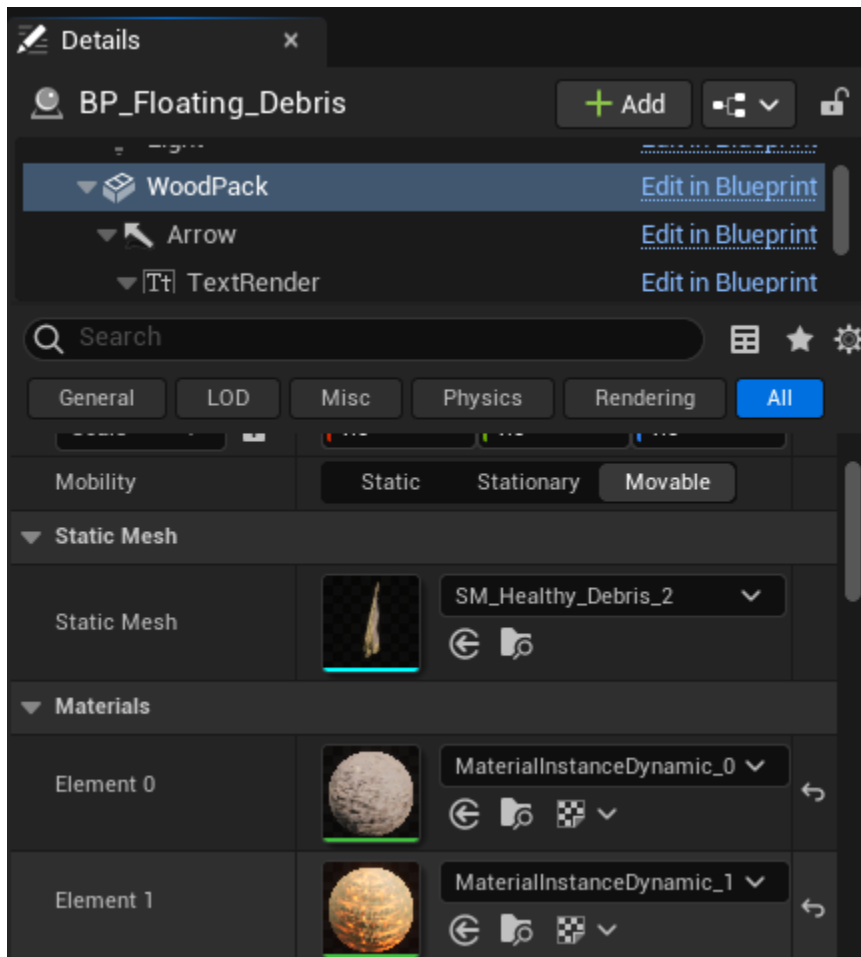 Details
BP_Floating_Debris
Add
WoodPack Edit in Blueprint
Arrow Edit in Blueprint
Tt TextRender Edit in Blueprint
Search
General LOD Misc Physics Rendering All
Mobility Static Stationary Movable
Static Mesh
Static Mesh SM_Healthy_Debris_2
Materials
Element 0 MaterialInstanceDynamic_0
Element 1 MaterialInstanceDynamic_1